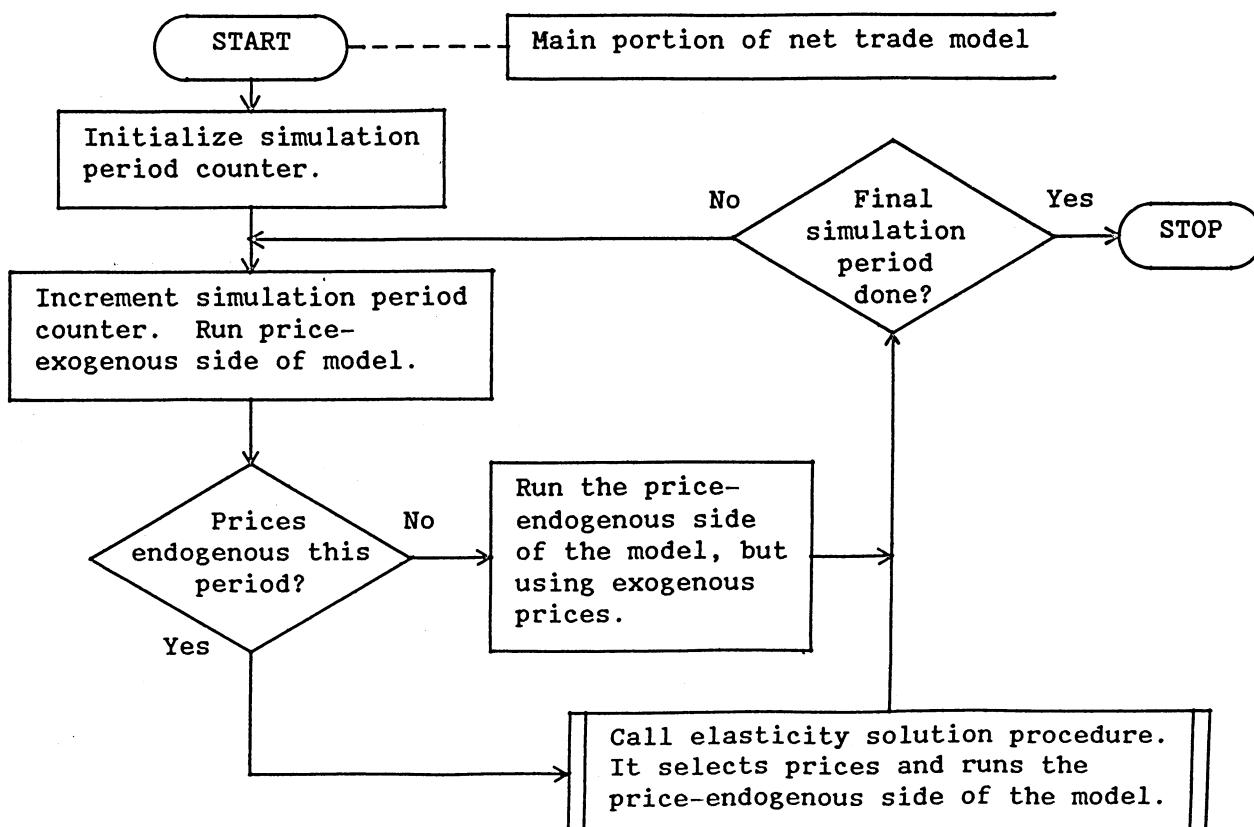 START
Main portion of net trade model
Initialize simulation
period counter.
No
Final
simulation
period
done?
Yes
STOP
Increment simulation period
counter.  Run price-
exogenous side of model.
Prices
endogenous this
period?
No
Yes
Run the price-
endogenous side
of the model, but
using exogenous
prices.
Call elasticity solution procedure.
It selects prices and runs the
price-endogenous side of the model.